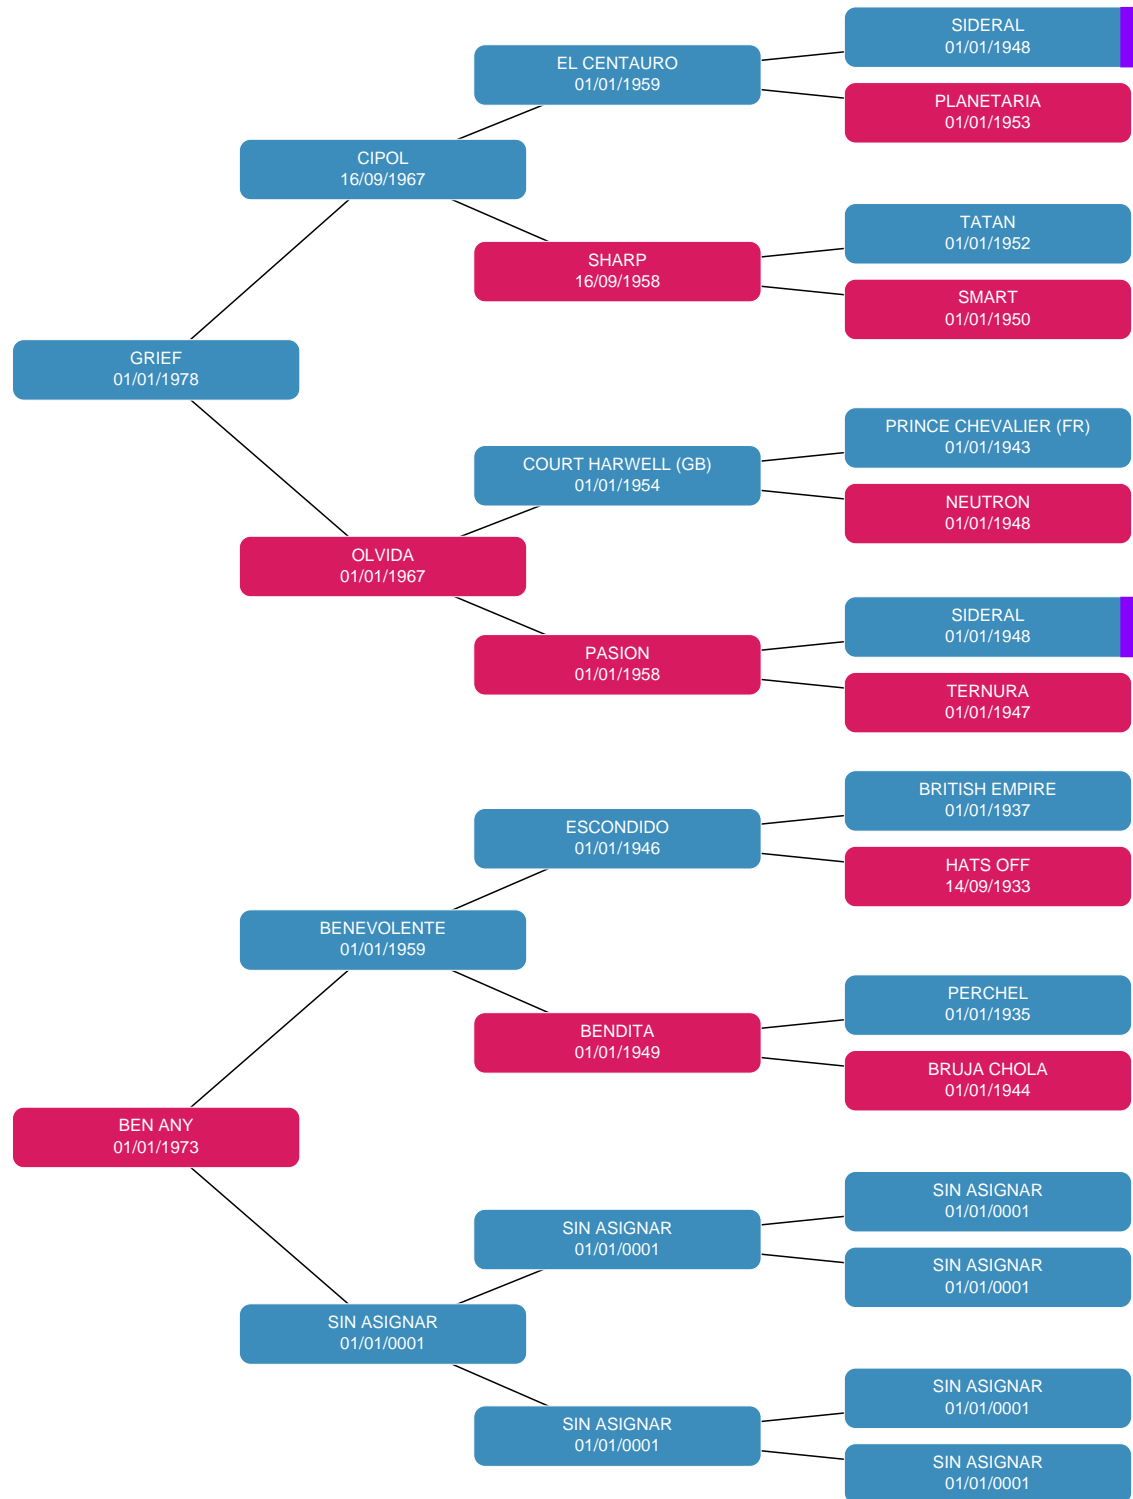 SIDERAL
01/01/1948
EL CENTAURO
01/01/1959
PLANETARIA
01/01/1953
CIPOL
16/09/1967
TATAN
01/01/1952
SHARP
16/09/1958
SMART
01/01/1950
GRIEF
01/01/1978
PRINCE CHEVALIER (FR)
01/01/1943
COURT HARWELL (GB)
01/01/1954
NEUTRON
01/01/1948
OLVIDA
01/01/1967
SIDERAL
01/01/1948
PASION
01/01/1958
TERNURA
01/01/1947
BRITISH EMPIRE
01/01/1937
ESCONDIDO
01/01/1946
HATS OFF
14/09/1933
BENEVOLENTE
01/01/1959
PERCHEL
01/01/1935
BENDITA
01/01/1949
BRUJA CHOLA
01/01/1944
BEN ANY
01/01/1973
SIN ASIGNAR
01/01/0001
SIN ASIGNAR
01/01/0001
SIN ASIGNAR
01/01/0001
SIN ASIGNAR
01/01/0001
SIN ASIGNAR
01/01/0001
SIN ASIGNAR
01/01/0001
SIN ASIGNAR
01/01/0001